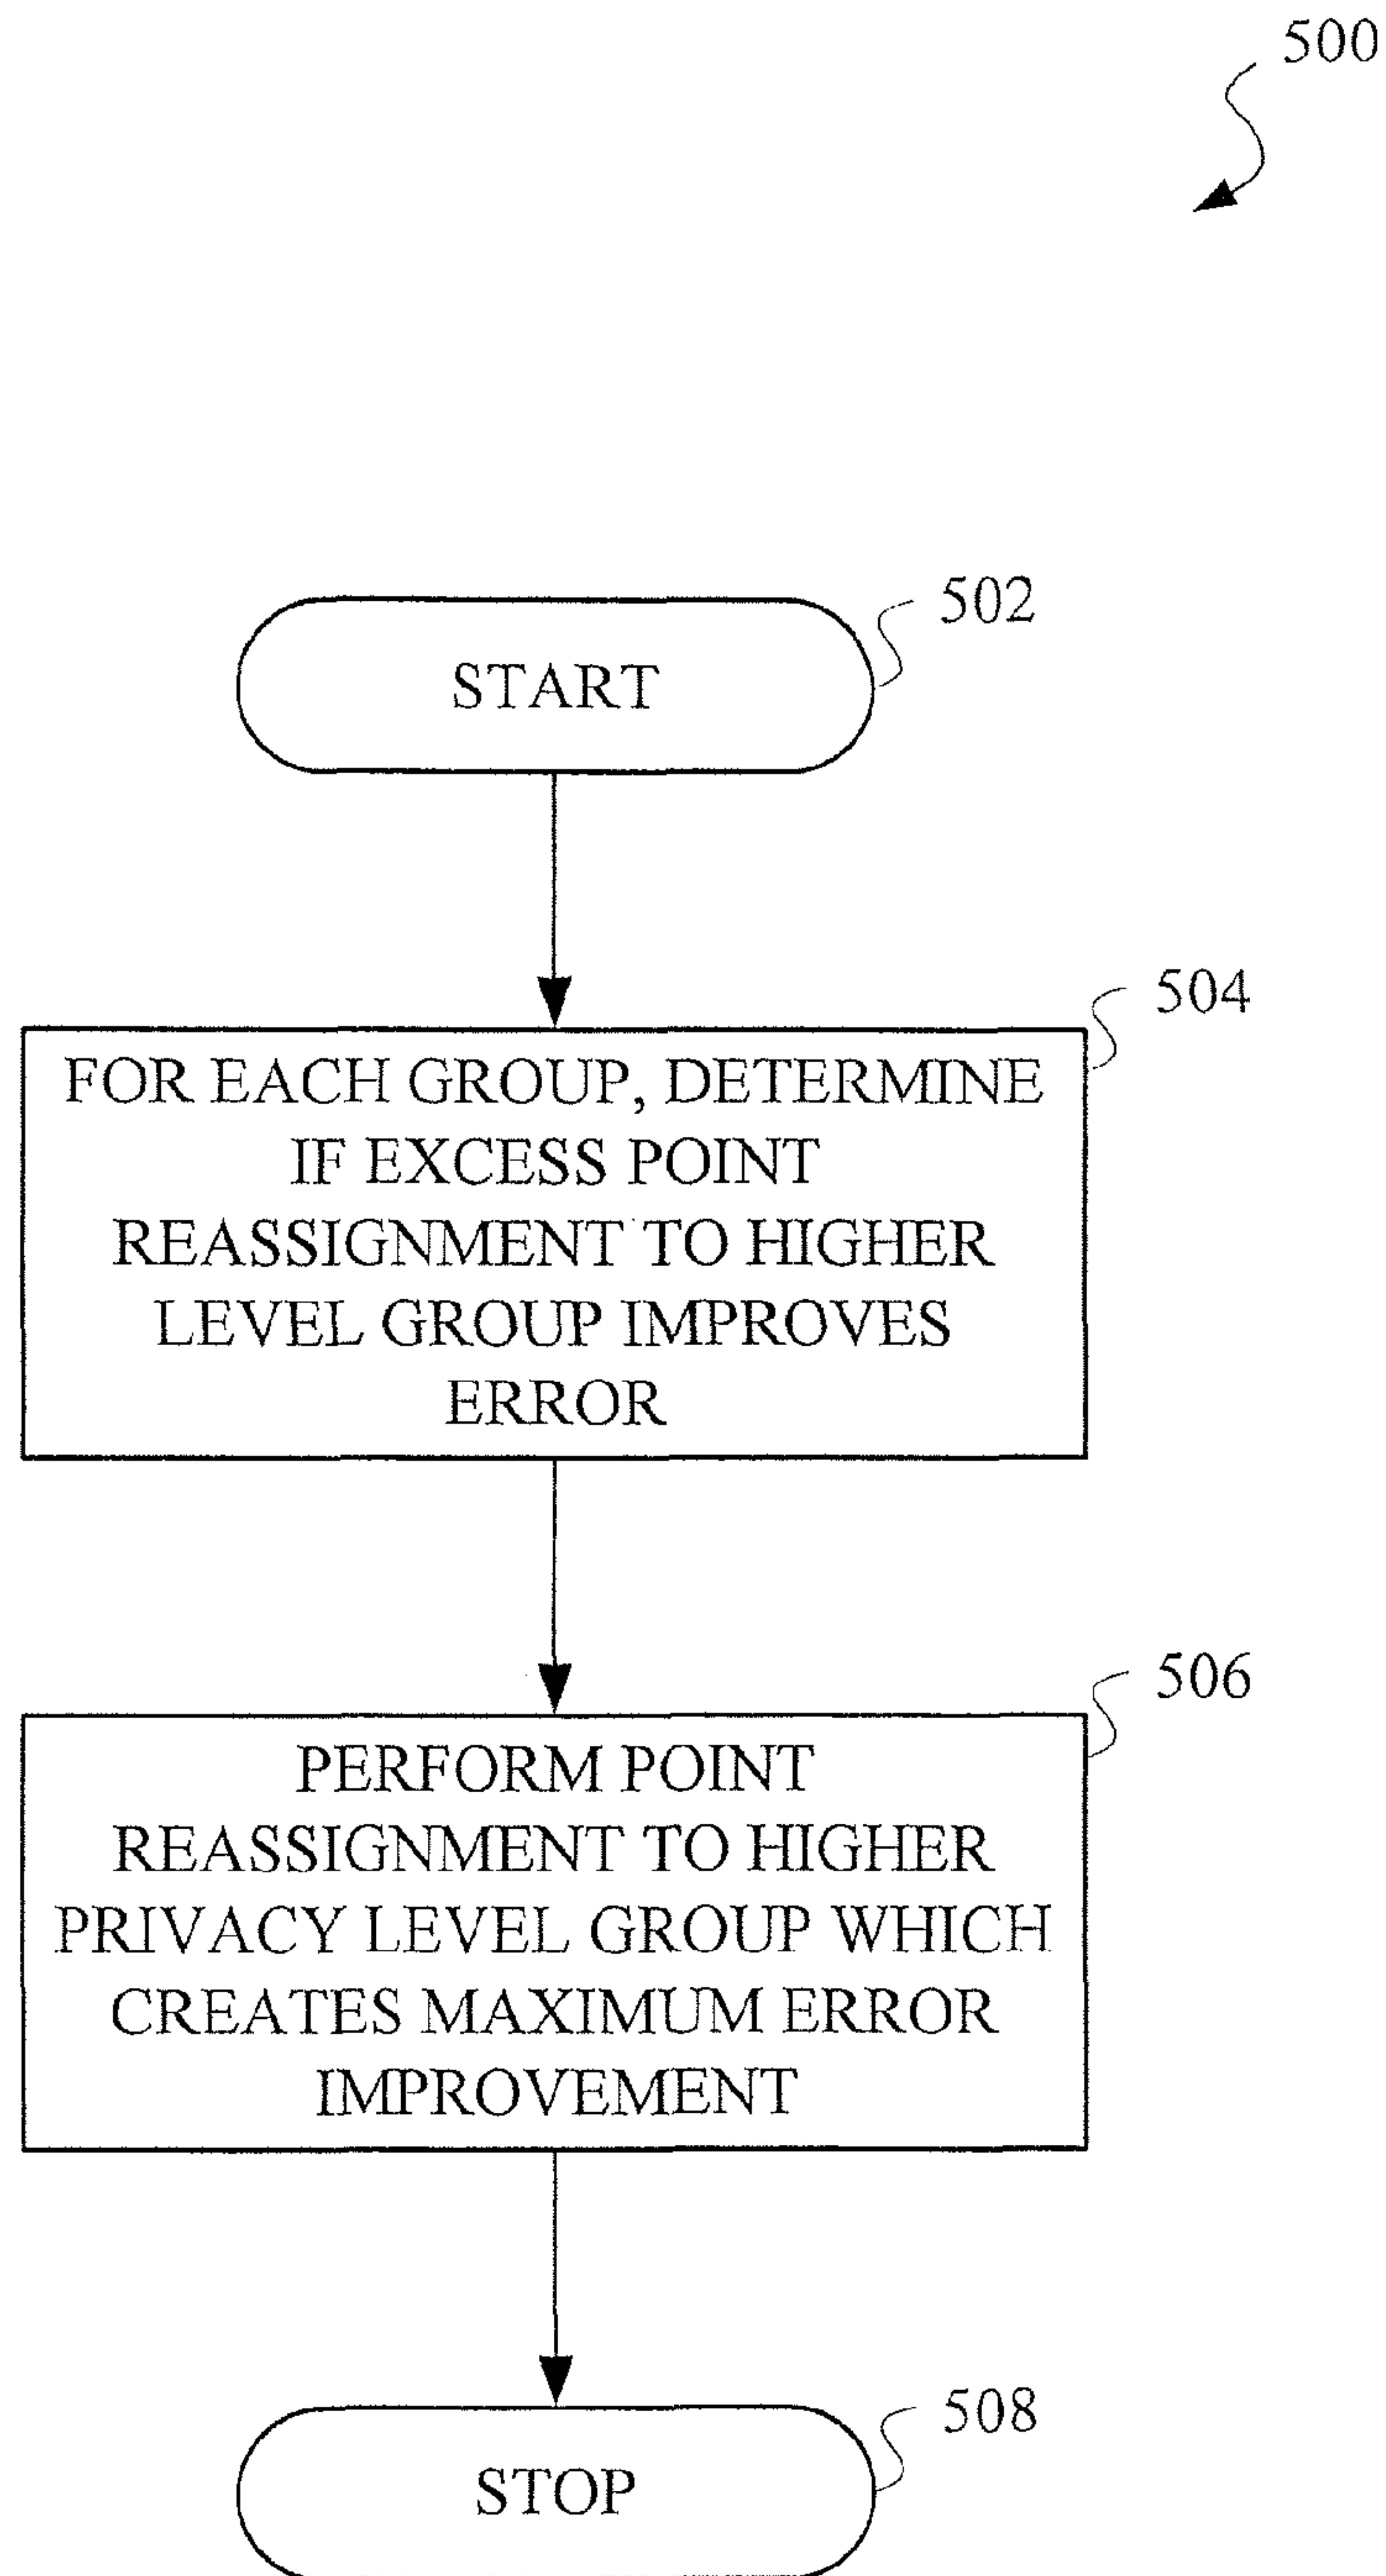 500
START
502
FOR EACH GROUP, DETERMINE
IF EXCESS POINT
REASSIGNMENT TO HIGHER
LEVEL GROUP IMPROVES
ERROR
504
PERFORM POINT
REASSIGNMENT TO HIGHER
PRIVACY LEVEL GROUP WHICH
CREATES MAXIMUM ERROR
IMPROVEMENT
506
STOP
508